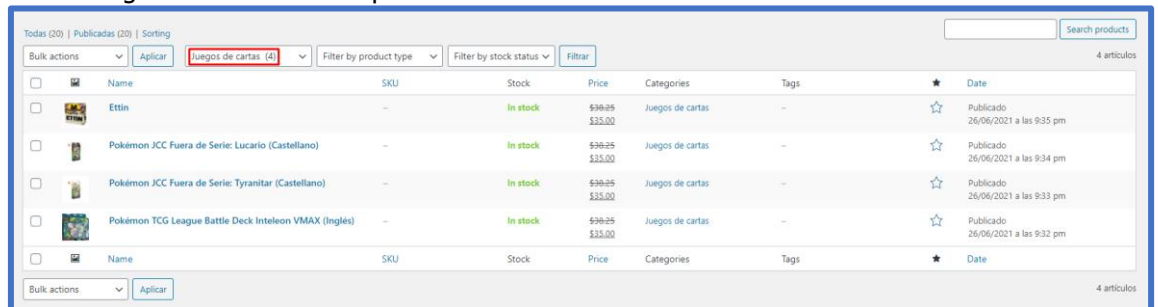 Todas (20) | Publicadas (20) | Sorting
Search products
Bulk actions Aplicar Juegos de cartas (4) Filter by product type Filter by stock status Filtrar 4 artículos
Name SKU Stock Price Categories Tags Date
Ettin – In stock $38.25 Juegos de cartas – Publicado
$35.00 26/06/2021 a las 9:35 pm
Pokémon JCC Fuera de Serie: Lucario (Castellano) – In stock $38.25 Juegos de cartas – Publicado
$35.00 26/06/2021 a las 9:34 pm
Pokémon JCC Fuera de Serie: Tyranitar (Castellano) – In stock $38.25 Juegos de cartas – Publicado
$35.00 26/06/2021 a las 9:33 pm
Pokémon TCG League Battle Deck Inteleon VMAX (Inglés) – In stock $38.25 Juegos de cartas – Publicado
$35.00 26/06/2021 a las 9:32 pm
Name SKU Stock Price Categories Tags Date
Bulk actions Aplicar 4 artículos